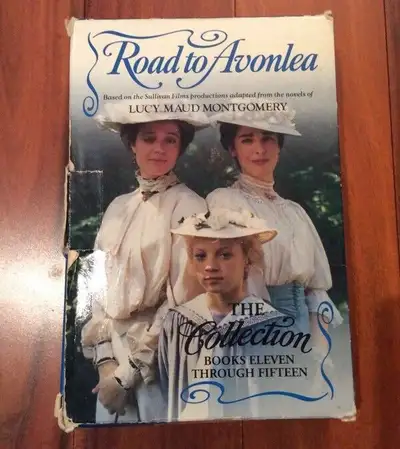 Road to Avonlea
Based on the Sullivan Films productions adapted from the novels of
LUCY MAUD MONTGOMERY
THE
Collection
BOOKS ELEVEN
THROUGH FIFTEEN